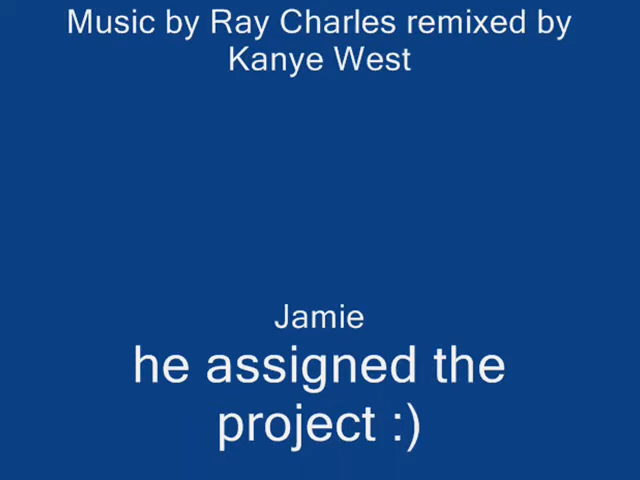 Music by Ray Charles remixed by
Kanye West
Jamie
he assigned the
project :)